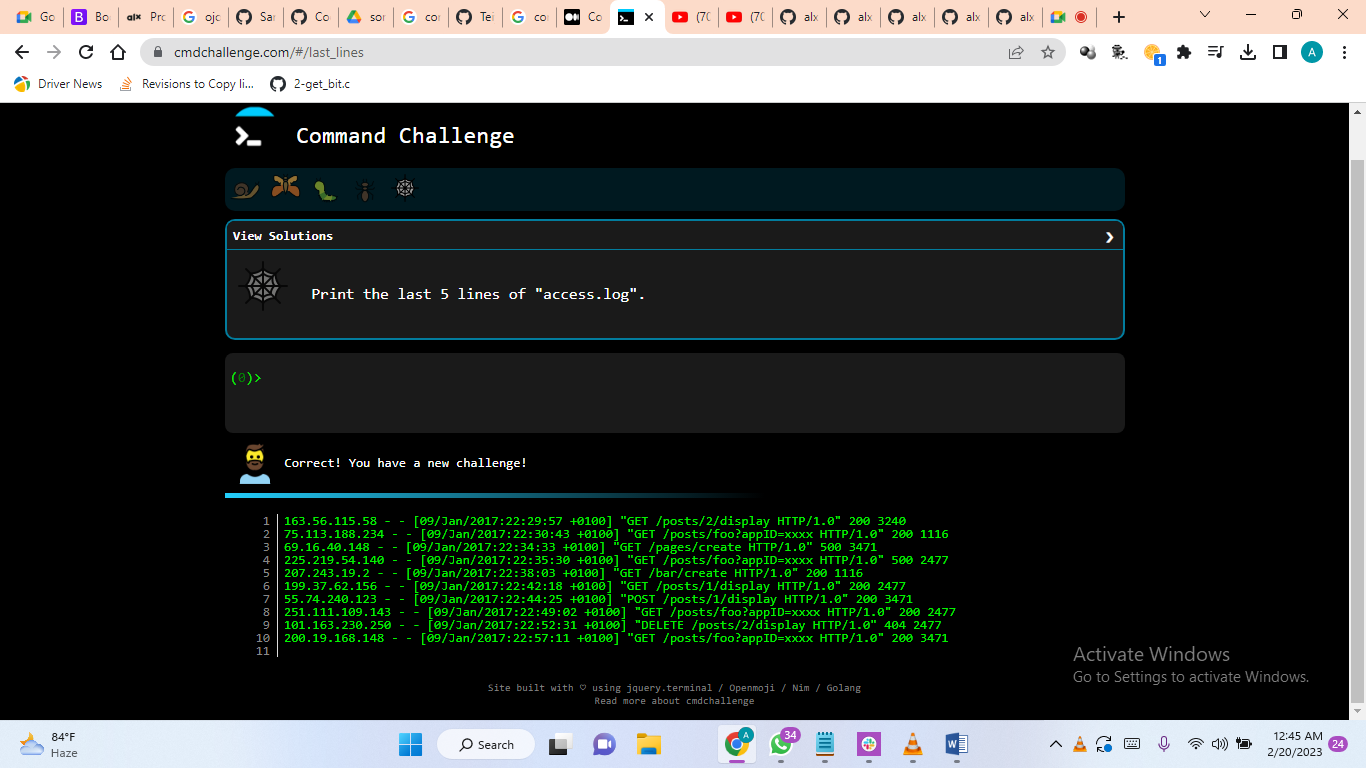 Go
Bo
alx Pro
ojc
Sar
Co
sor
cor
Tei
co
Co
(70
(70
alx
alx
alx
alx
alx
cmdchallenge.com/#/last_lines
1
A
Driver News
Revisions to Copy li...
2-get_bit.c
Command Challenge
View Solutions
Print the last 5 lines of "access.log".
(0)>
Correct! You have a new challenge!
1 163.56.115.58 - - [09/Jan/2017:22:29:57 +0100] "GET /posts/2/display HTTP/1.0" 200 3240
2 75.113.188.234 - - [09/Jan/2017:22:30:43 +0100] "GET /posts/foo?appID=xxxx HTTP/1.0" 200 1116
3 69.16.40.148 - - [09/Jan/2017:22:34:33 +0100] "GET /pages/create HTTP/1.0" 500 3471
4 225.219.54.140 - - [09/Jan/2017:22:35:30 +0100] "GET /posts/foo?appID=xxxx HTTP/1.0" 500 2477
5 207.243.19.2 - - [09/Jan/2017:22:38:03 +0100] "GET /bar/create HTTP/1.0" 200 1116
6 199.37.62.156 - - [09/Jan/2017:22:42:18 +0100] "GET /posts/1/display HTTP/1.0" 200 2477
7 55.74.240.123 - - [09/Jan/2017:22:44:25 +0100] "POST /posts/1/display HTTP/1.0" 200 3471
8 251.111.109.143 - - [09/Jan/2017:22:49:02 +0100] "GET /posts/foo?appID=xxxx HTTP/1.0" 200 2477
9 101.163.230.250 - - [09/Jan/2017:22:52:31 +0100] "DELETE /posts/2/display HTTP/1.0" 404 2477
10 200.19.168.148 - - [09/Jan/2017:22:57:11 +0100] "GET /posts/foo?appID=xxxx HTTP/1.0" 200 3471
11
Activate Windows
Go to Settings to activate Windows.
Site built with ♡ using jquery.terminal / Openmoji / Nim / Golang
Read more about cmdchallenge
84°F
Haze
Search
A
34
12:45 AM
2/20/2023
24